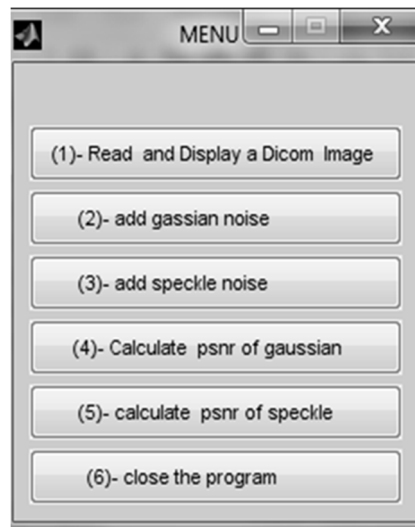 MENU
(1)- Read and Display a Dicom Image
(2)- add gassian noise
(3)- add speckle noise
(4)- Calculate psnr of gaussian
(5)- calculate psnr of speckle
(6)- close the program